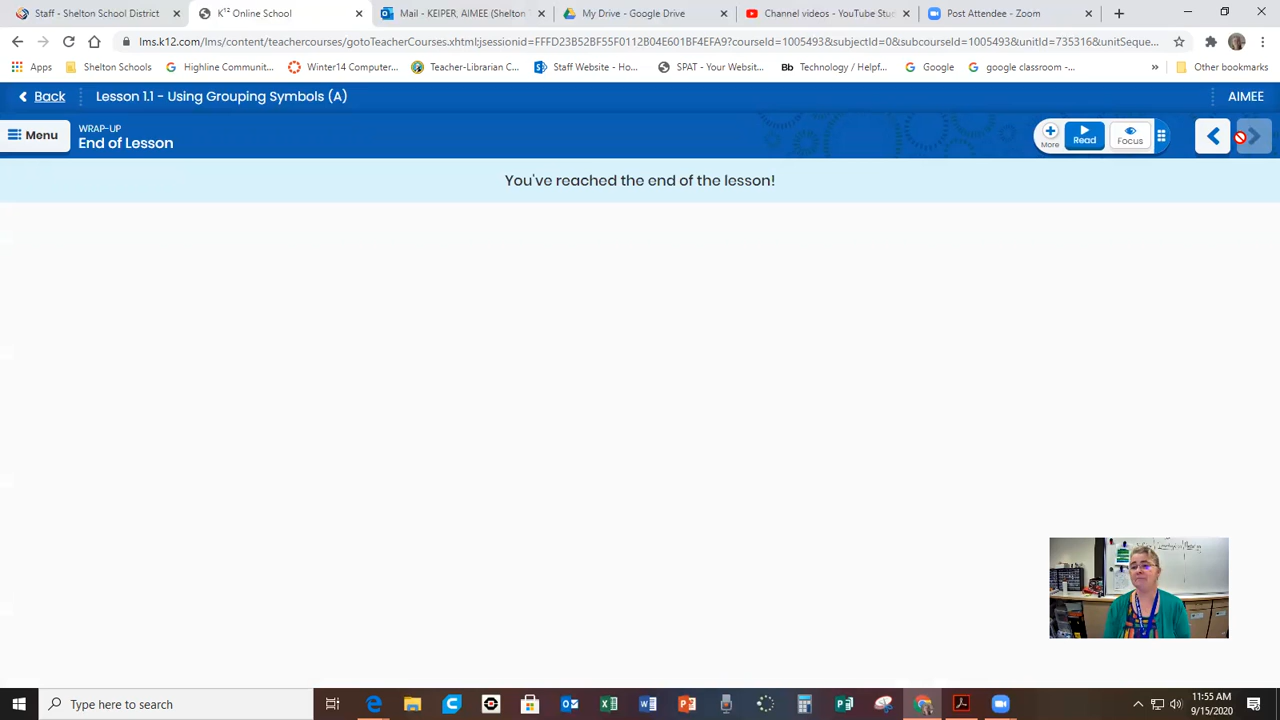 Staff - Shelton School District
K¹² Online School
Mail - KEIPER, AIMEE (Shelton
My Drive - Google Drive
Channel videos - YouTube Stu
Post Attendee - Zoom
lms.k12.com/lms/content/teachercourses/gotoTeacherCourses.xhtml;jsessionid=FFFD23B52BF55F0112B04E601BF4EFA9?courseId=1005493&subjectId=0&subcourseId=1005493&unitId=735316&unitSeque...
Apps
Shelton Schools
Highline Communit...
Winter14 Computer...
Teacher-Librarian C...
Staff Website - Ho...
SPAT - Your Websit...
Bb Technology / Helpf...
Google
google classroom -...
»
Other bookmarks
Back
Lesson 1.1 - Using Grouping Symbols (A)
AIMEE
Menu
WRAP-UP
End of Lesson
More
Read
Focus
You've reached the end of the lesson!
Type here to search
11:55 AM
9/15/2020